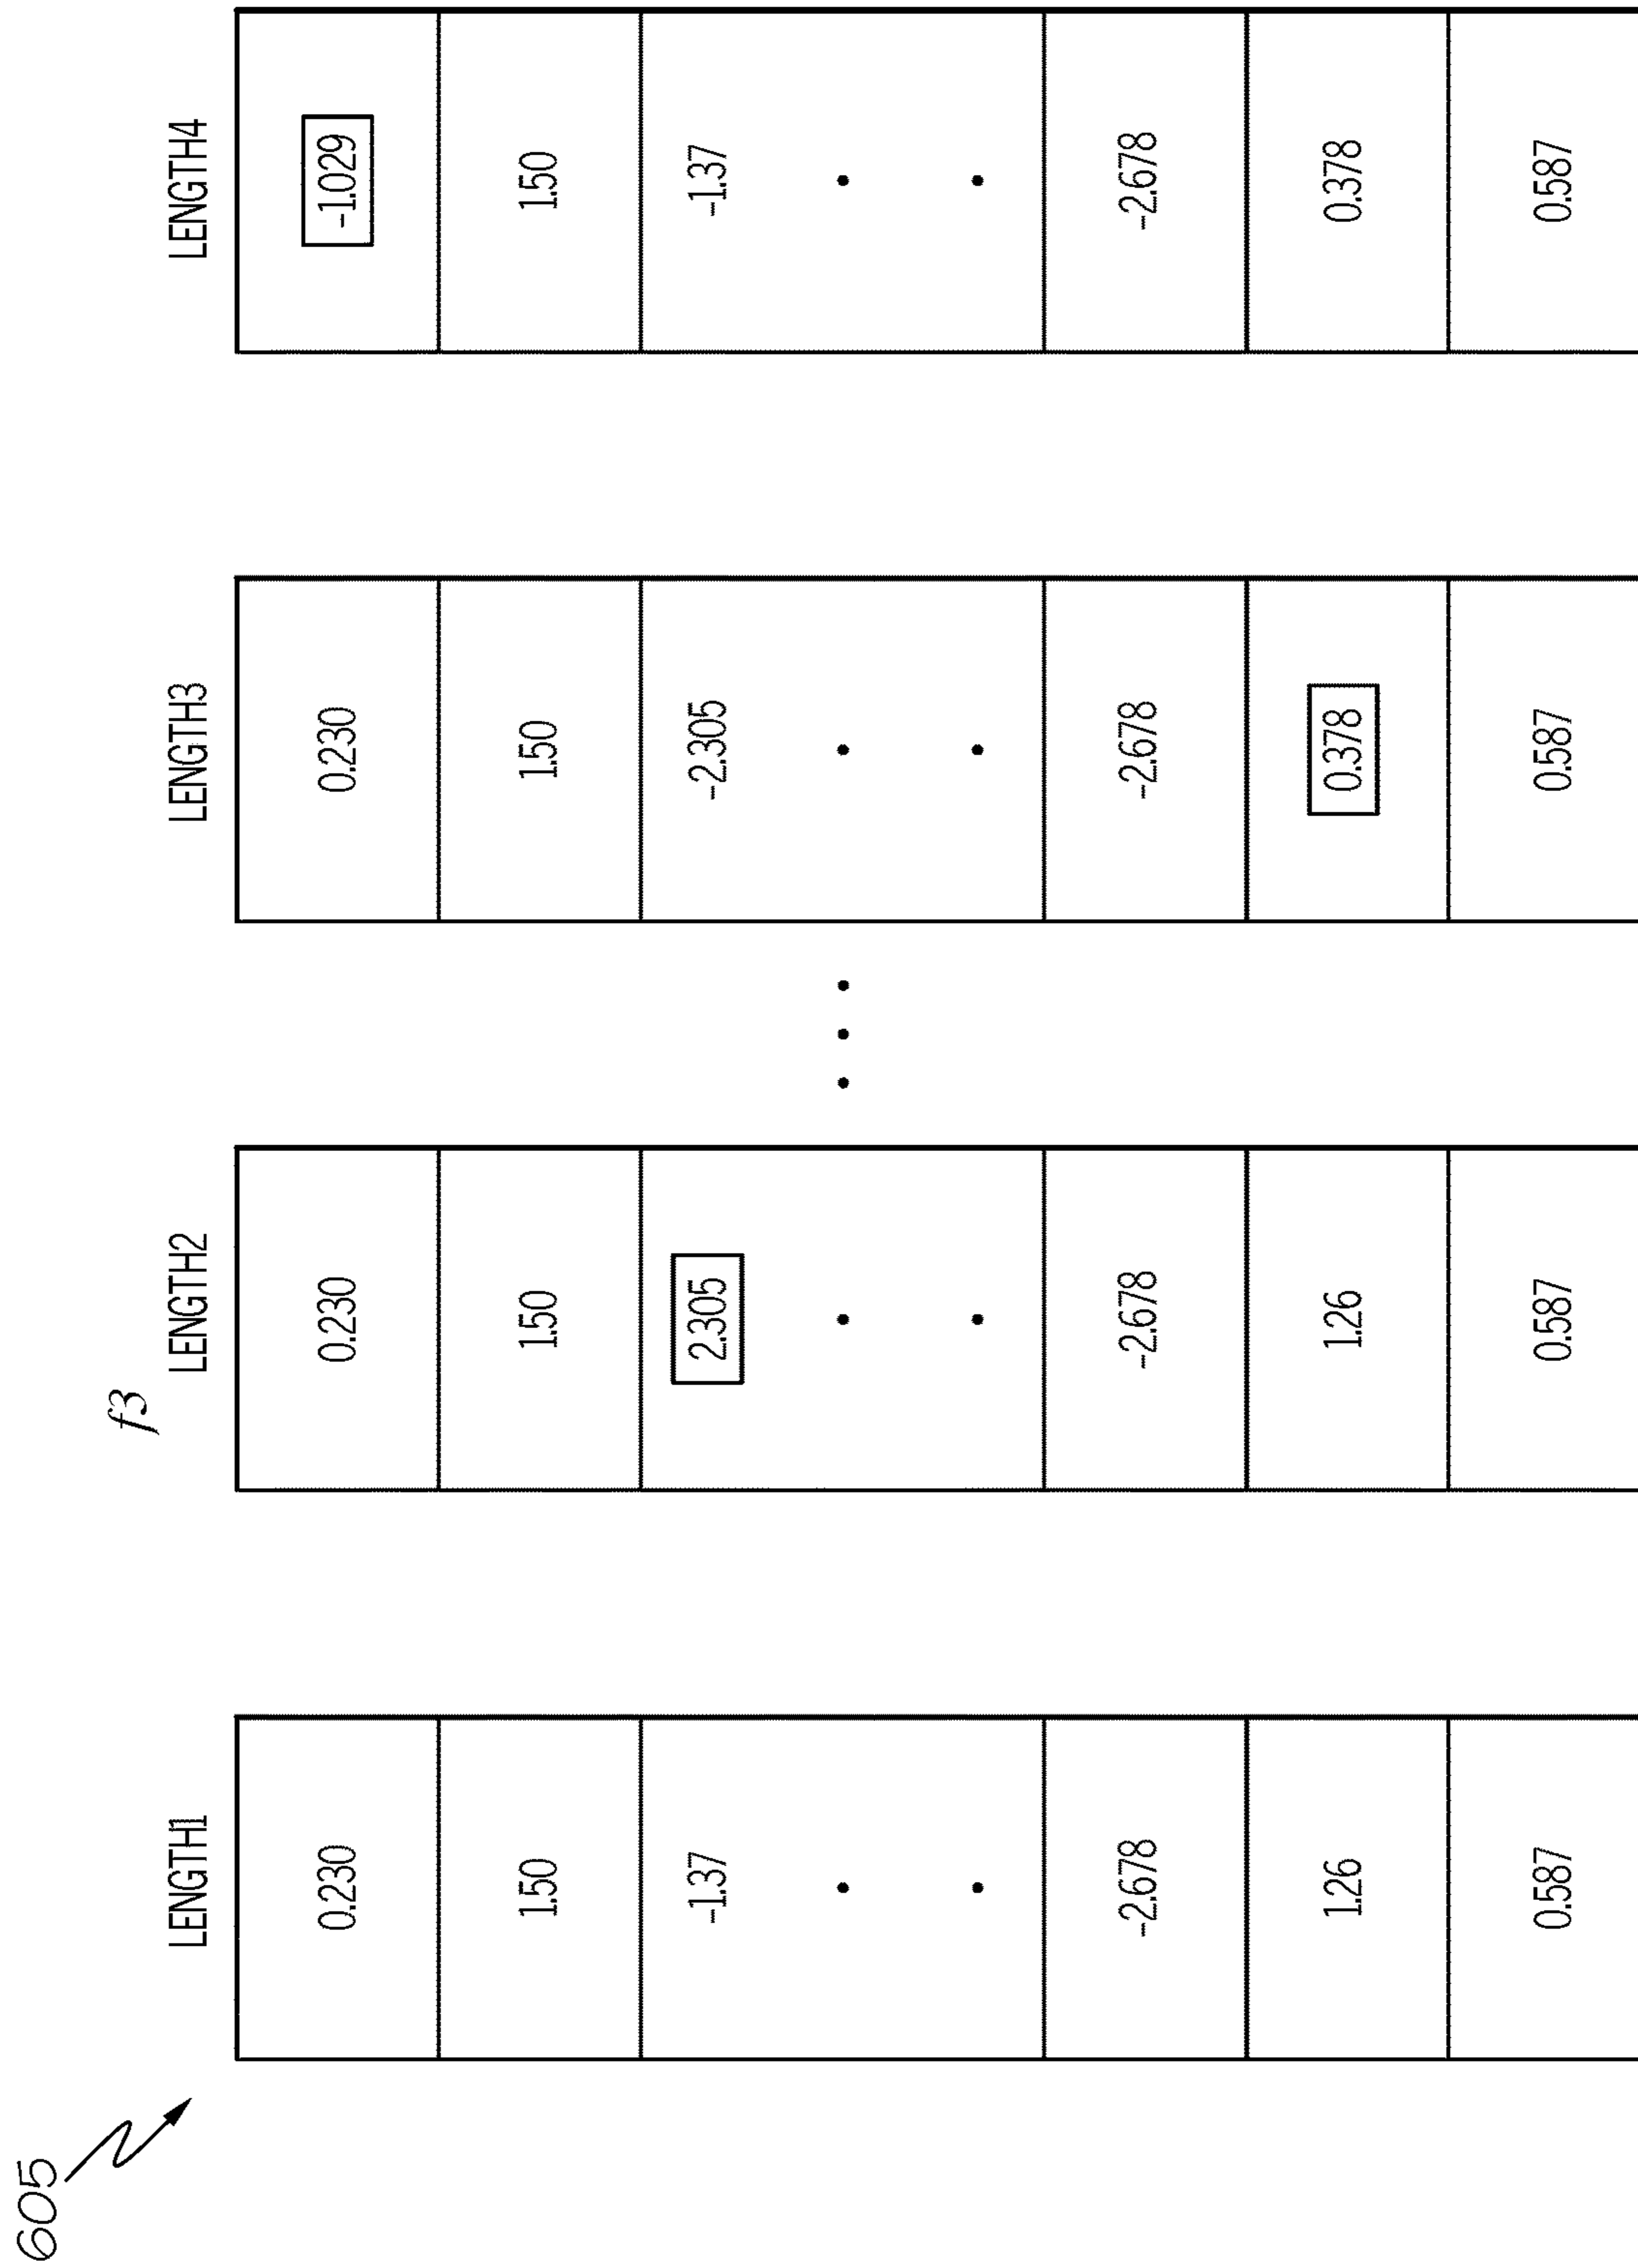 605
f3
LENGTH1 LENGTH2 LENGTH3 LENGTH4
0.230 0.230 0.230 -1.029
1.50 1.50 1.50 1.50
-1.37 2.305 -2.305 -1.37
-2.678 -2.678 -2.678 -2.678
1.26 1.26 0.378 0.378
0.587 0.587 0.587 0.587